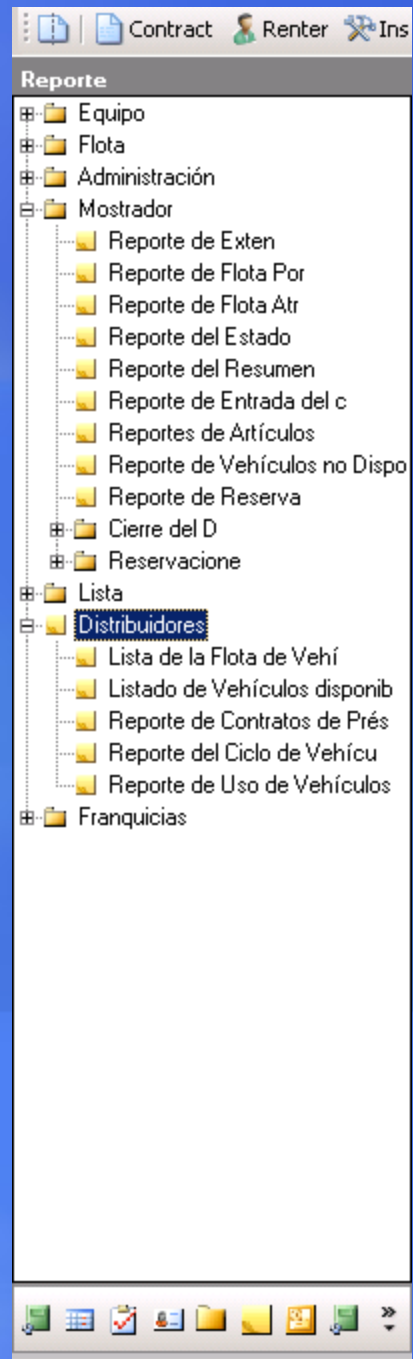 Contract Renter Ins
Reporte
Equipo
Flota
Administración
Mostrador
Reporte de Exten
Reporte de Flota Por
Reporte de Flota Atr
Reporte del Estado
Reporte del Resumen
Reporte de Entrada del c
Reportes de Artículos
Reporte de Vehículos no Dispo
Reporte de Reserva
Cierre del D
Reservacione
Lista
Distribuidores
Lista de la Flota de Vehí
Listado de Vehículos disponib
Reporte de Contratos de Prés
Reporte del Ciclo de Vehícu
Reporte de Uso de Vehículos
Franquicias